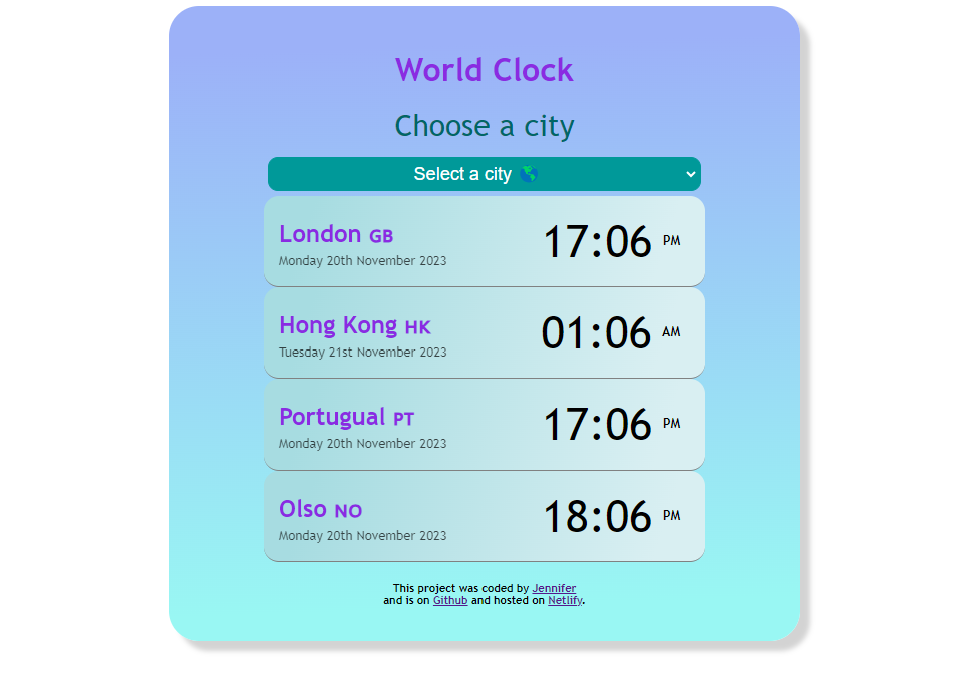 World Clock
Choose a city
Select a city
London GB
17:06 PM
Monday 20th November 2023
Hong Kong HK
01:06 AM
Tuesday 21st November 2023
Portugual PT
17:06 PM
Monday 20th November 2023
Olso NO
18:06 PM
Monday 20th November 2023
This project was coded by Jennifer
and is on Github and hosted on Netlify.